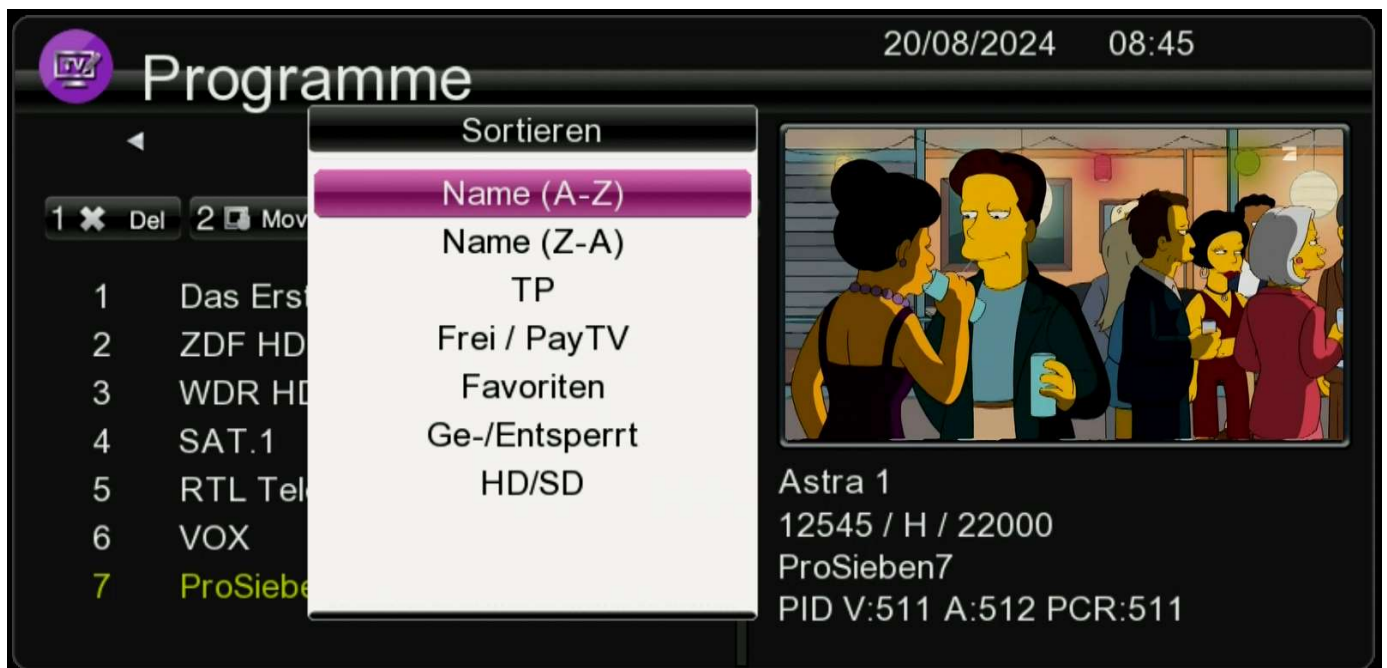 20/08/2024 08:45
TV
Programme
Sortieren
Name (A-Z)
Name (Z-A)
TP
Frei / PayTV
Favoriten
Ge-/Entsperrt
HD/SD
1 Del 2 Mov
1 Das Erst
2 ZDF HD
3 WDR HD
4 SAT.1
5 RTL Tele
6 VOX
7 ProSiebe
Astra 1
12545 / H / 22000
ProSieben7
PID V:511 A:512 PCR:511